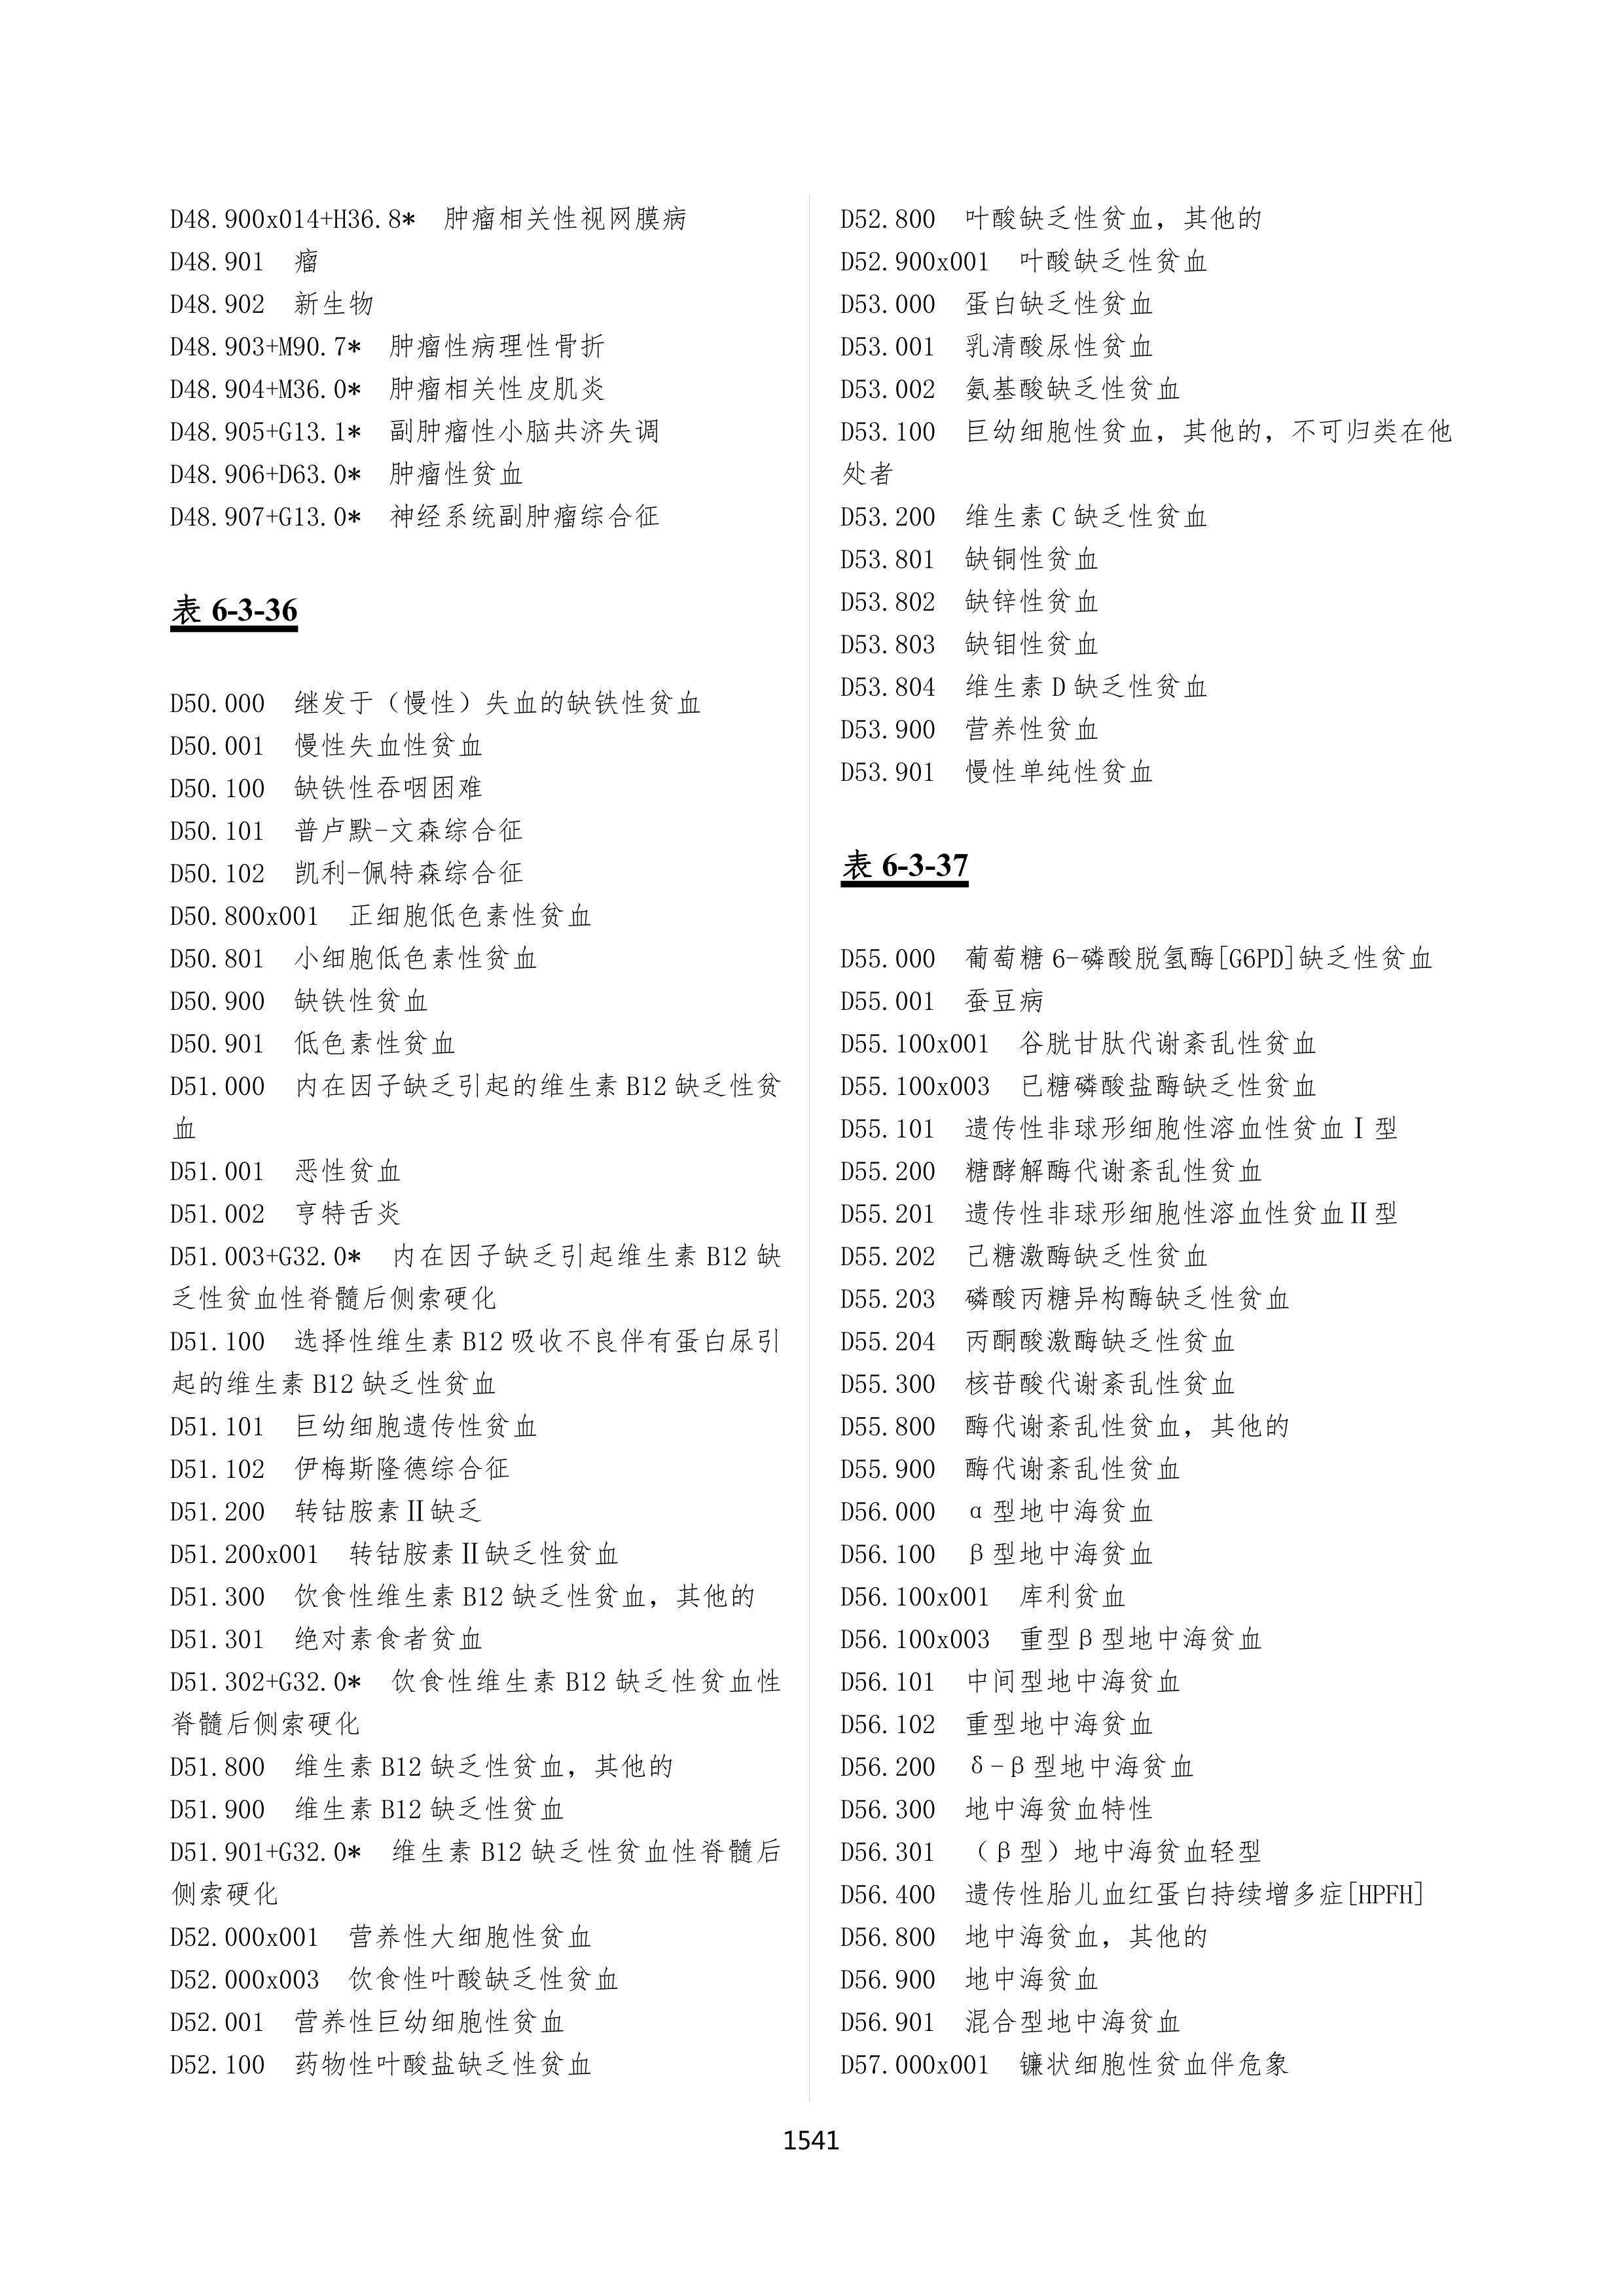 D48.900x014+H36.8*　肿瘤相关性视网膜病
D48.901　瘤
D48.902　新生物
D48.903+M90.7*　肿瘤性病理性骨折
D48.904+M36.0*　肿瘤相关性皮肌炎
D48.905+G13.1*　副肿瘤性小脑共济失调
D48.906+D63.0*　肿瘤性贫血
D48.907+G13.0*　神经系统副肿瘤综合征
表 6-3-36
D50.000　继发于（慢性）失血的缺铁性贫血
D50.001　慢性失血性贫血
D50.100　缺铁性吞咽困难
D50.101　普卢默-文森综合征
D50.102　凯利-佩特森综合征
D50.800x001　正细胞低色素性贫血
D50.801　小细胞低色素性贫血
D50.900　缺铁性贫血
D50.901　低色素性贫血
D51.000　内在因子缺乏引起的维生素 B12 缺乏性贫
血
D51.001　恶性贫血
D51.002　亨特舌炎
D51.003+G32.0*　内在因子缺乏引起维生素 B12 缺
乏性贫血性脊髓后侧索硬化
D51.100　选择性维生素 B12 吸收不良伴有蛋白尿引
起的维生素 B12 缺乏性贫血
D51.101　巨幼细胞遗传性贫血
D51.102　伊梅斯隆德综合征
D51.200　转钴胺素Ⅱ缺乏
D51.200x001　转钴胺素Ⅱ缺乏性贫血
D51.300　饮食性维生素 B12 缺乏性贫血，其他的
D51.301　绝对素食者贫血
D51.302+G32.0*　饮食性维生素 B12 缺乏性贫血性
脊髓后侧索硬化
D51.800　维生素 B12 缺乏性贫血，其他的
D51.900　维生素 B12 缺乏性贫血
D51.901+G32.0*　维生素 B12 缺乏性贫血性脊髓后
侧索硬化
D52.000x001　营养性大细胞性贫血
D52.000x003　饮食性叶酸缺乏性贫血
D52.001　营养性巨幼细胞性贫血
D52.100　药物性叶酸盐缺乏性贫血
D52.800　叶酸缺乏性贫血，其他的
D52.900x001　叶酸缺乏性贫血
D53.000　蛋白缺乏性贫血
D53.001　乳清酸尿性贫血
D53.002　氨基酸缺乏性贫血
D53.100　巨幼细胞性贫血，其他的，不可归类在他
处者
D53.200　维生素 C 缺乏性贫血
D53.801　缺铜性贫血
D53.802　缺锌性贫血
D53.803　缺钼性贫血
D53.804　维生素 D 缺乏性贫血
D53.900　营养性贫血
D53.901　慢性单纯性贫血
表 6-3-37
D55.000　葡萄糖 6-磷酸脱氢酶[G6PD]缺乏性贫血
D55.001　蚕豆病
D55.100x001　谷胱甘肽代谢紊乱性贫血
D55.100x003　已糖磷酸盐酶缺乏性贫血
D55.101　遗传性非球形细胞性溶血性贫血Ⅰ型
D55.200　糖酵解酶代谢紊乱性贫血
D55.201　遗传性非球形细胞性溶血性贫血Ⅱ型
D55.202　己糖激酶缺乏性贫血
D55.203　磷酸丙糖异构酶缺乏性贫血
D55.204　丙酮酸激酶缺乏性贫血
D55.300　核苷酸代谢紊乱性贫血
D55.800　酶代谢紊乱性贫血，其他的
D55.900　酶代谢紊乱性贫血
D56.000　α型地中海贫血
D56.100　β型地中海贫血
D56.100x001　库利贫血
D56.100x003　重型β型地中海贫血
D56.101　中间型地中海贫血
D56.102　重型地中海贫血
D56.200　δ-β型地中海贫血
D56.300　地中海贫血特性
D56.301　（β型）地中海贫血轻型
D56.400　遗传性胎儿血红蛋白持续增多症[HPFH]
D56.800　地中海贫血，其他的
D56.900　地中海贫血
D56.901　混合型地中海贫血
D57.000x001　镰状细胞性贫血伴危象
1541